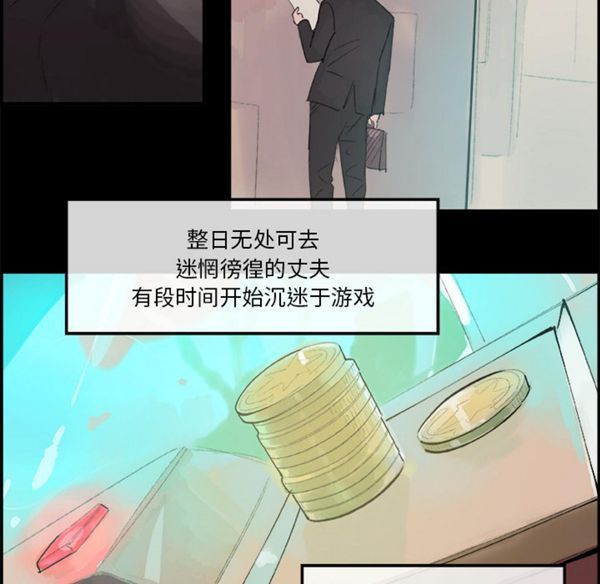 整日无处可去
迷惘徬徨的丈夫
有段时间开始沉迷于游戏